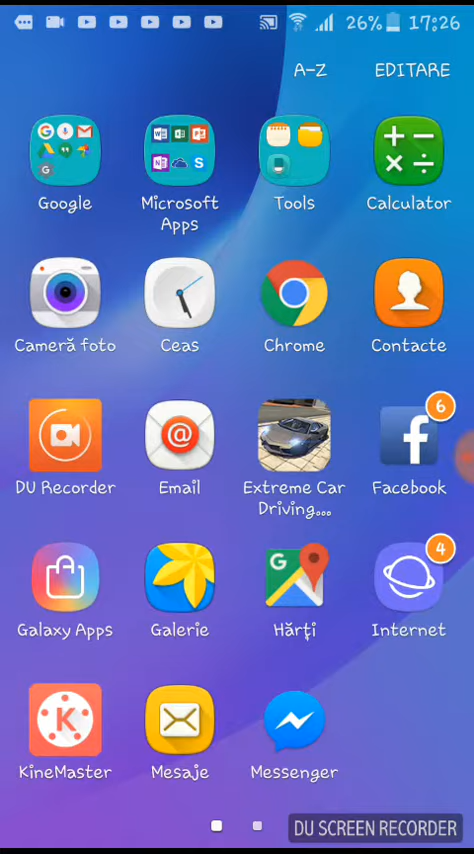 26% 17:26
A-Z EDITARE
Google Microsoft Apps Tools Calculator
Cameră foto Ceas Chrome Contacte
DU Recorder Email Extreme Car Driving... Facebook
6
Galaxy Apps Galerie Hărți Internet
4
KineMaster Mesaje Messenger
DU SCREEN RECORDER